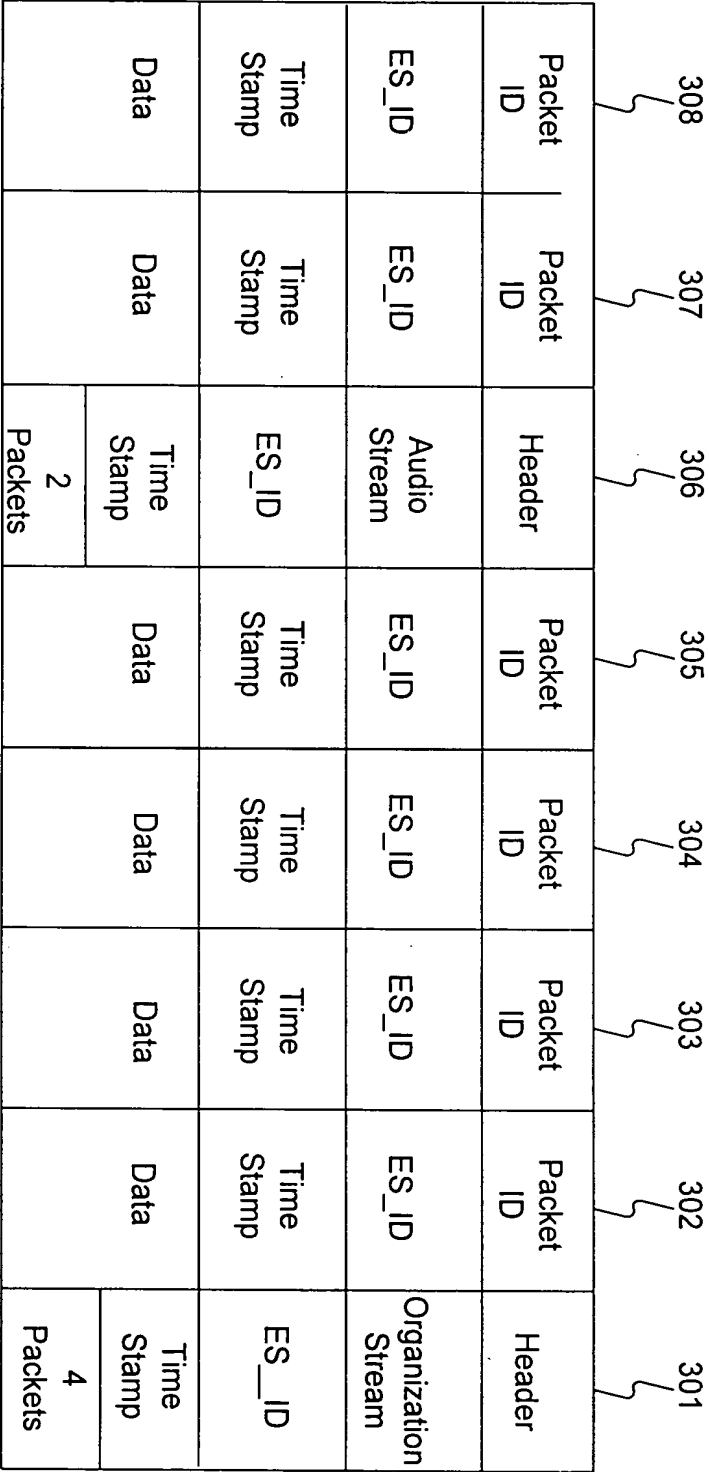 308
307
306
305
304
303
302
301
Packet
ID
ES_ID
Time
Stamp
Data
Packet
ID
ES_ID
Time
Stamp
Data
Header
Audio
Stream
ES_ID
Time
Stamp
2
Packets
Packet
ID
ES_ID
Time
Stamp
Data
Packet
ID
ES_ID
Time
Stamp
Data
Packet
ID
ES_ID
Time
Stamp
Data
Packet
ID
ES_ID
Time
Stamp
Data
Header
Organization
Stream
ES_ID
Time
Stamp
4
Packets